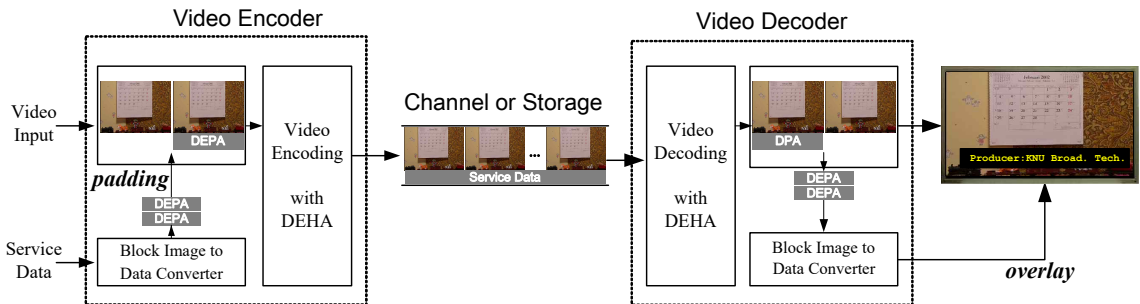 Video Encoder
Video Input
DEPA
padding
DEPA
DEPA
Service Data
Block Image to
Data Converter
Video
Encoding
with
DEHA
Channel or Storage
...
Service Data
Video Decoder
Video
Decoding
with
DEHA
DPA
DEPA
DEPA
Block Image to
Data Converter
February 2002
Producer:KNU Broad. Tech.
overlay